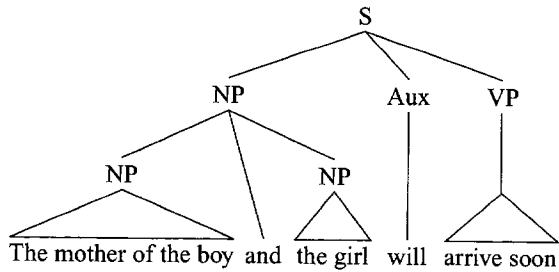 S
NP Aux VP
NP NP
The mother of the boy and the girl will arrive soon